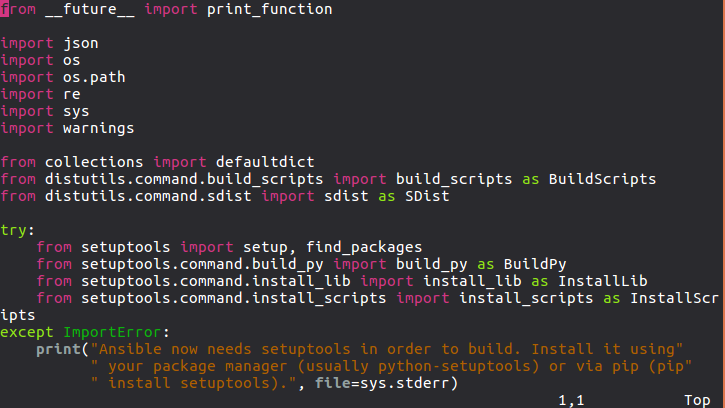 from __future__ import print_function

import json
import os
import os.path
import re
import sys
import warnings

from collections import defaultdict
from distutils.command.build_scripts import build_scripts as BuildScripts
from distutils.command.sdist import sdist as SDist

try:
    from setuptools import setup, find_packages
    from setuptools.command.build_py import build_py as BuildPy
    from setuptools.command.install_lib import install_lib as InstallLib
    from setuptools.command.install_scripts import install_scripts as InstallScr
ipts
except ImportError:
    print("Ansible now needs setuptools in order to build. Install it using"
          " your package manager (usually python-setuptools) or via pip (pip"
          " install setuptools).", file=sys.stderr)
1,1 Top